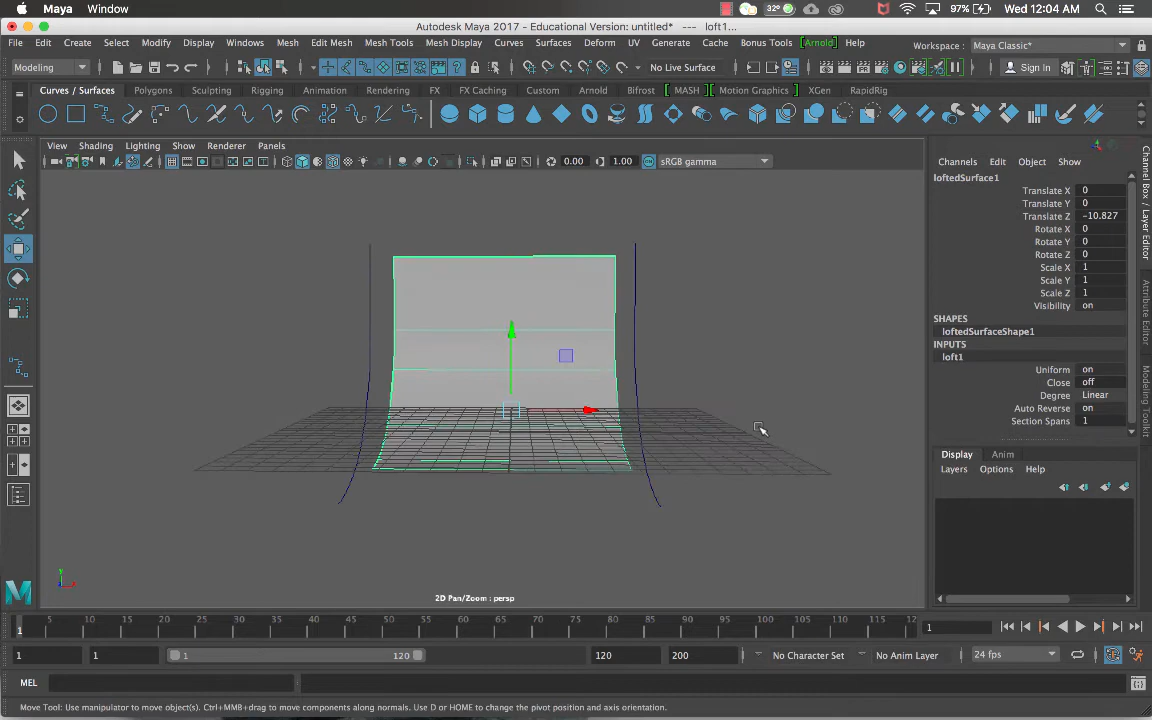 Maya Window 32° 97% Wed 12:04 AM
Autodesk Maya 2017 - Educational Version: untitled* --- loft1...
File Edit Create Select Modify Display Windows Mesh Edit Mesh Mesh Tools Mesh Display Curves Surfaces Deform UV Generate Cache Bonus Tools Arnold Help Workspace : Maya Classic*
Modeling No Live Surface Sign In
Curves / Surfaces Polygons Sculpting Rigging Animation Rendering FX FX Caching Custom Arnold Bifrost MASH Motion Graphics XGen RapidRig
View Shading Lighting Show Renderer Panels
0.00 1.00 sRGB gamma
Channels Edit Object Show
loftedSurface1
Translate X 0
Translate Y 0
Translate Z -10.827
Rotate X 0
Rotate Y 0
Rotate Z 0
Scale X 1
Scale Y 1
Scale Z 1
Visibility on
SHAPES
loftedSurfaceShape1
INPUTS
loft1
Uniform on
Close off
Degree Linear
Auto Reverse on
Section Spans 1
Display Anim
Layers Options Help
Channel Box / Layer Editor
Attribute Editor
Modeling Toolkit
y
x
2D Pan/Zoom : persp
1 5 10 15 20 25 30 35 40 45 50 55 60 65 70 75 80 85 90 95 100 105 110 115 12 1
1 1 1 120 120 200 No Character Set No Anim Layer 24 fps
MEL
Move Tool: Use manipulator to move object(s). Ctrl+MMB+drag to move components along normals. Use D or HOME to change the pivot position and axis orientation.